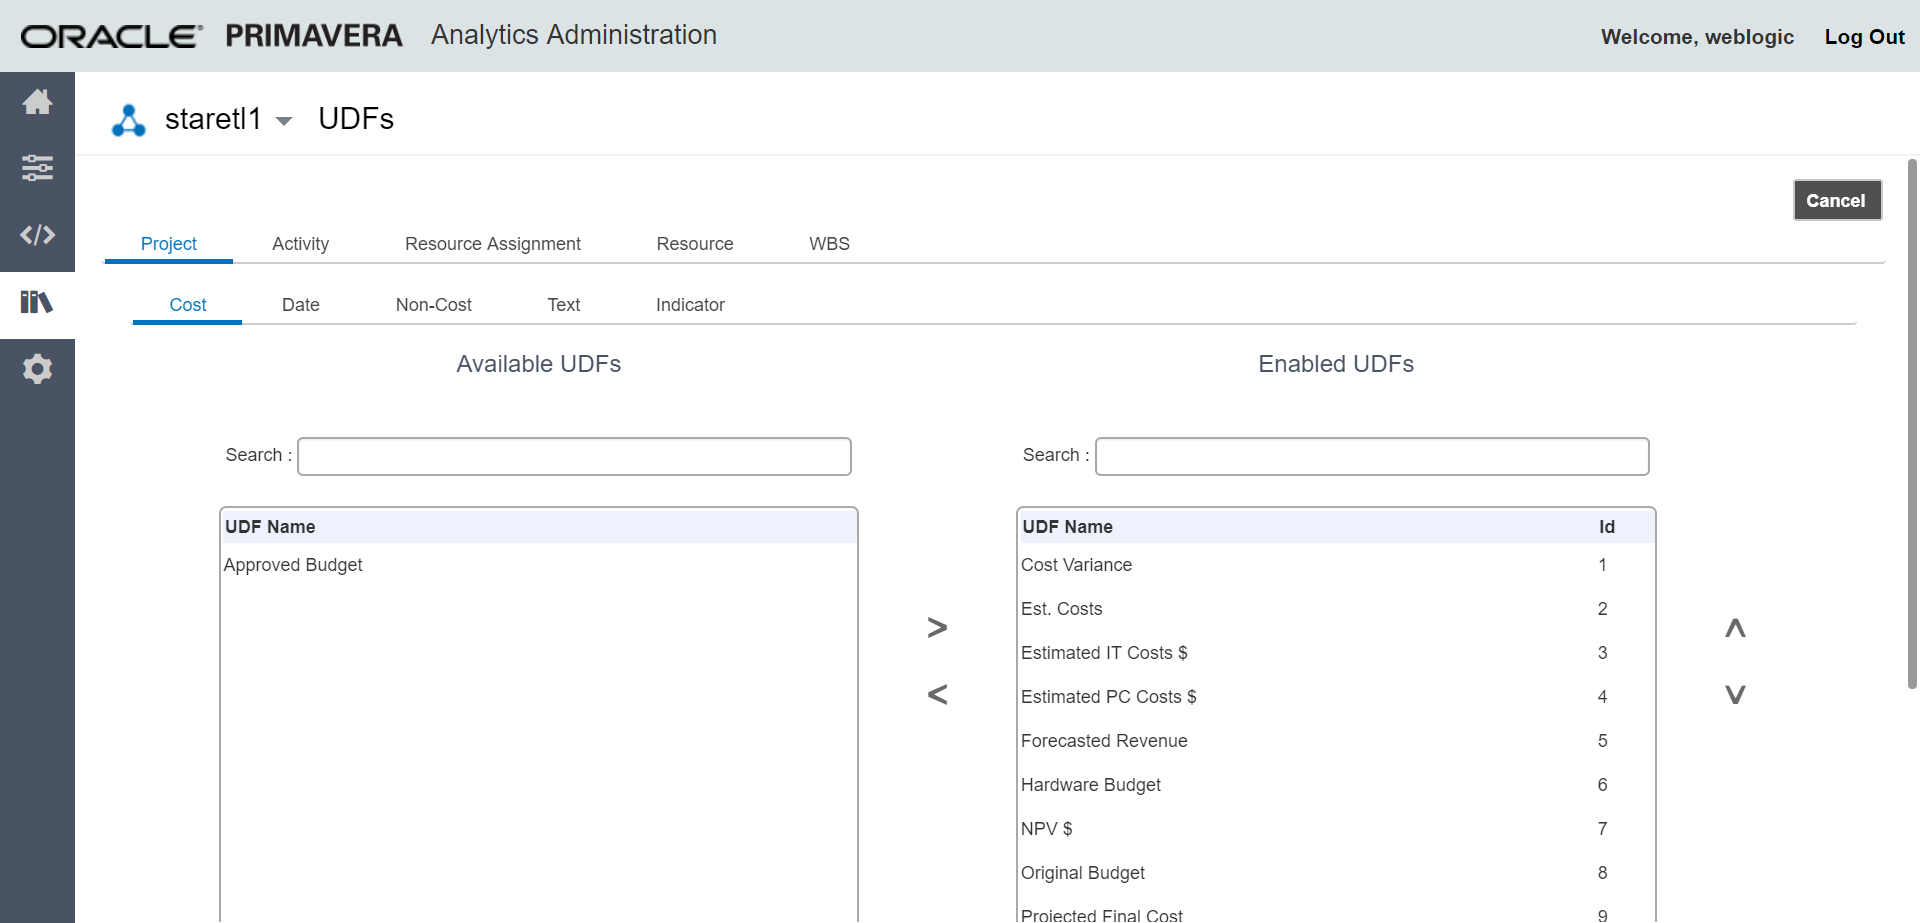 ORACLE PRIMAVERA Analytics Administration
Welcome, weblogic Log Out
staretl1 UDFs
Cancel
Project Activity Resource Assignment Resource WBS
Cost Date Non-Cost Text Indicator
Available UDFs Enabled UDFs
Search : Search :
UDF Name UDF Name Id
Approved Budget Cost Variance 1
Est. Costs 2
Estimated IT Costs $ 3
Estimated PC Costs $ 4
Forecasted Revenue 5
Hardware Budget 6
NPV $ 7
Original Budget 8
Projected Final Cost 9